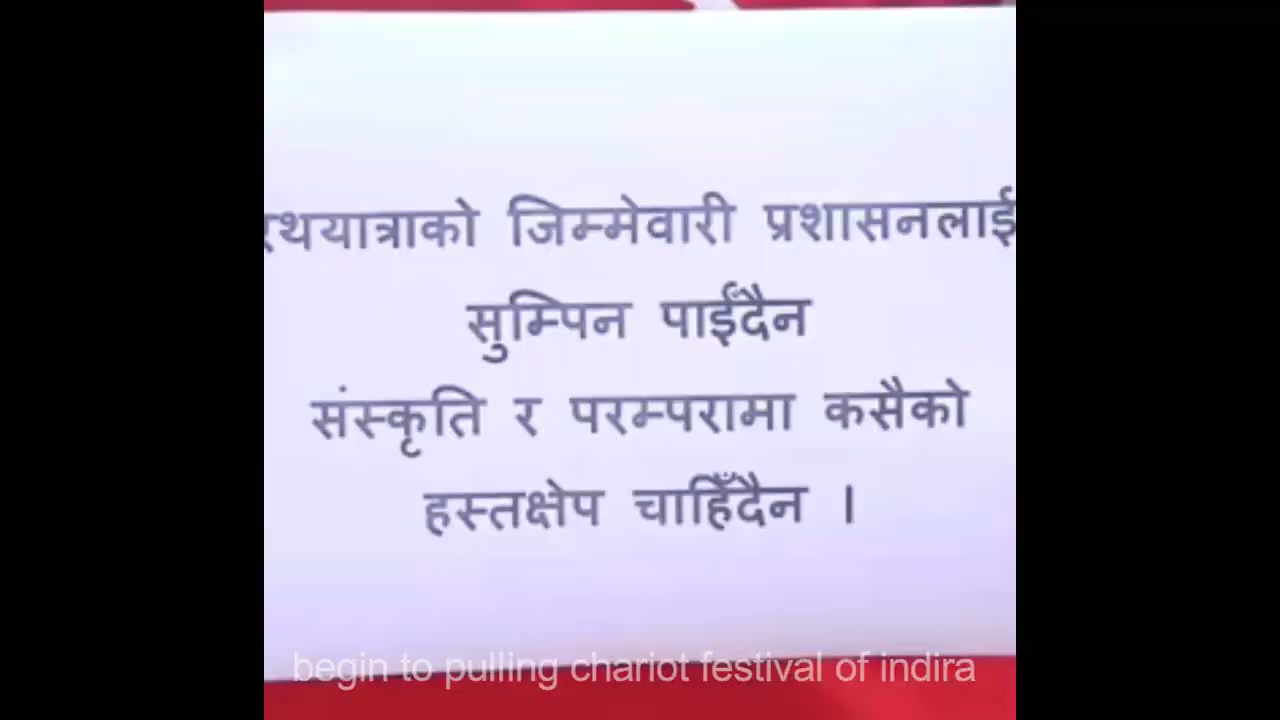 रथयात्राको जिम्मेवारी प्रशासनलाई
सुम्पिन पाईंदैन
संस्कृति र परम्परामा कसैको
हस्तक्षेप चाहिँदैन ।
begin to pulling chariot festival of indira